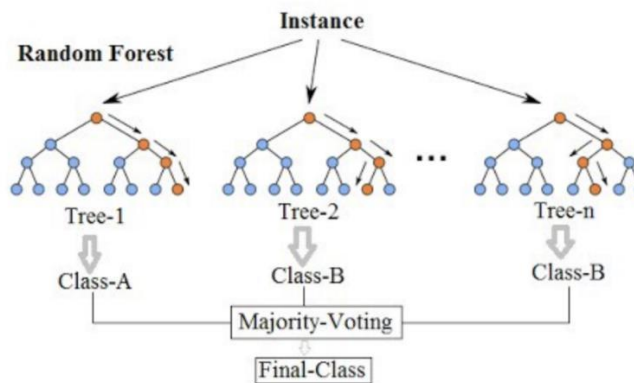 Instance
Random Forest
...
Tree-1
Tree-2
Tree-n
Class-A
Class-B
Class-B
Majority-Voting
Final-Class